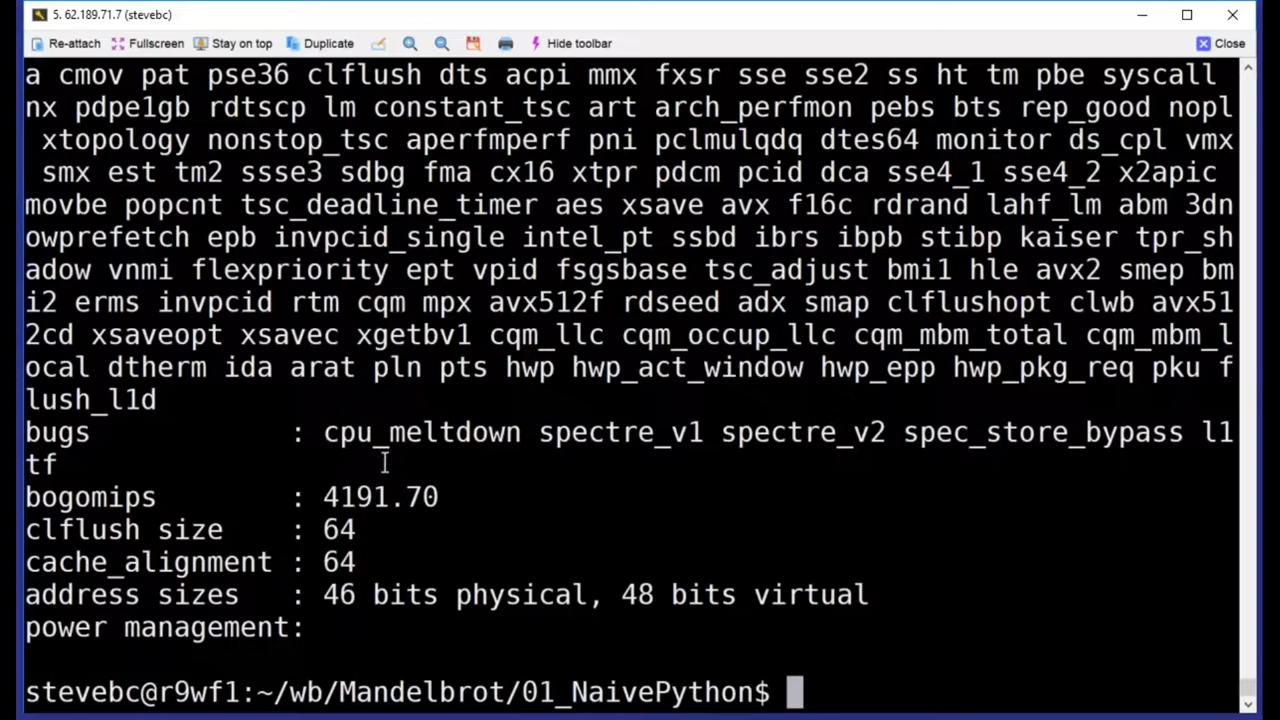 5. 62.189.71.7 (stevebc)
Re-attach Fullscreen Stay on top Duplicate Hide toolbar Close
a cmov pat pse36 clflush dts acpi mmx fxsr sse sse2 ss ht tm pbe syscall
nx pdpe1gb rdtscp lm constant_tsc art arch_perfmon pebs bts rep_good nopl
xtopology nonstop_tsc aperfmperf pni pclmulqdq dtes64 monitor ds_cpl vmx
smx est tm2 ssse3 sdbg fma cx16 xtpr pdcm pcid dca sse4_1 sse4_2 x2apic
movbe popcnt tsc_deadline_timer aes xsave avx f16c rdrand lahf_lm abm 3dn
owprefetch epb invpcid_single intel_pt ssbd ibrs ibpb stibp kaiser tpr_sh
adow vnmi flexpriority ept vpid fsgsbase tsc_adjust bmi1 hle avx2 smep bm
i2 erms invpcid rtm cqm mpx avx512f rdseed adx smap clflushopt clwb avx51
2cd xsaveopt xsavec xgetbv1 cqm_llc cqm_occup_llc cqm_mbm_total cqm_mbm_l
ocal dtherm ida arat pln pts hwp hwp_act_window hwp_epp hwp_pkg_req pku f
lush_l1d
bugs : cpu_meltdown spectre_v1 spectre_v2 spec_store_bypass l1
tf
bogomips : 4191.70
clflush size : 64
cache_alignment : 64
address sizes : 46 bits physical, 48 bits virtual
power management:
stevebc@r9wf1:~/wb/Mandelbrot/01_NaivePython$